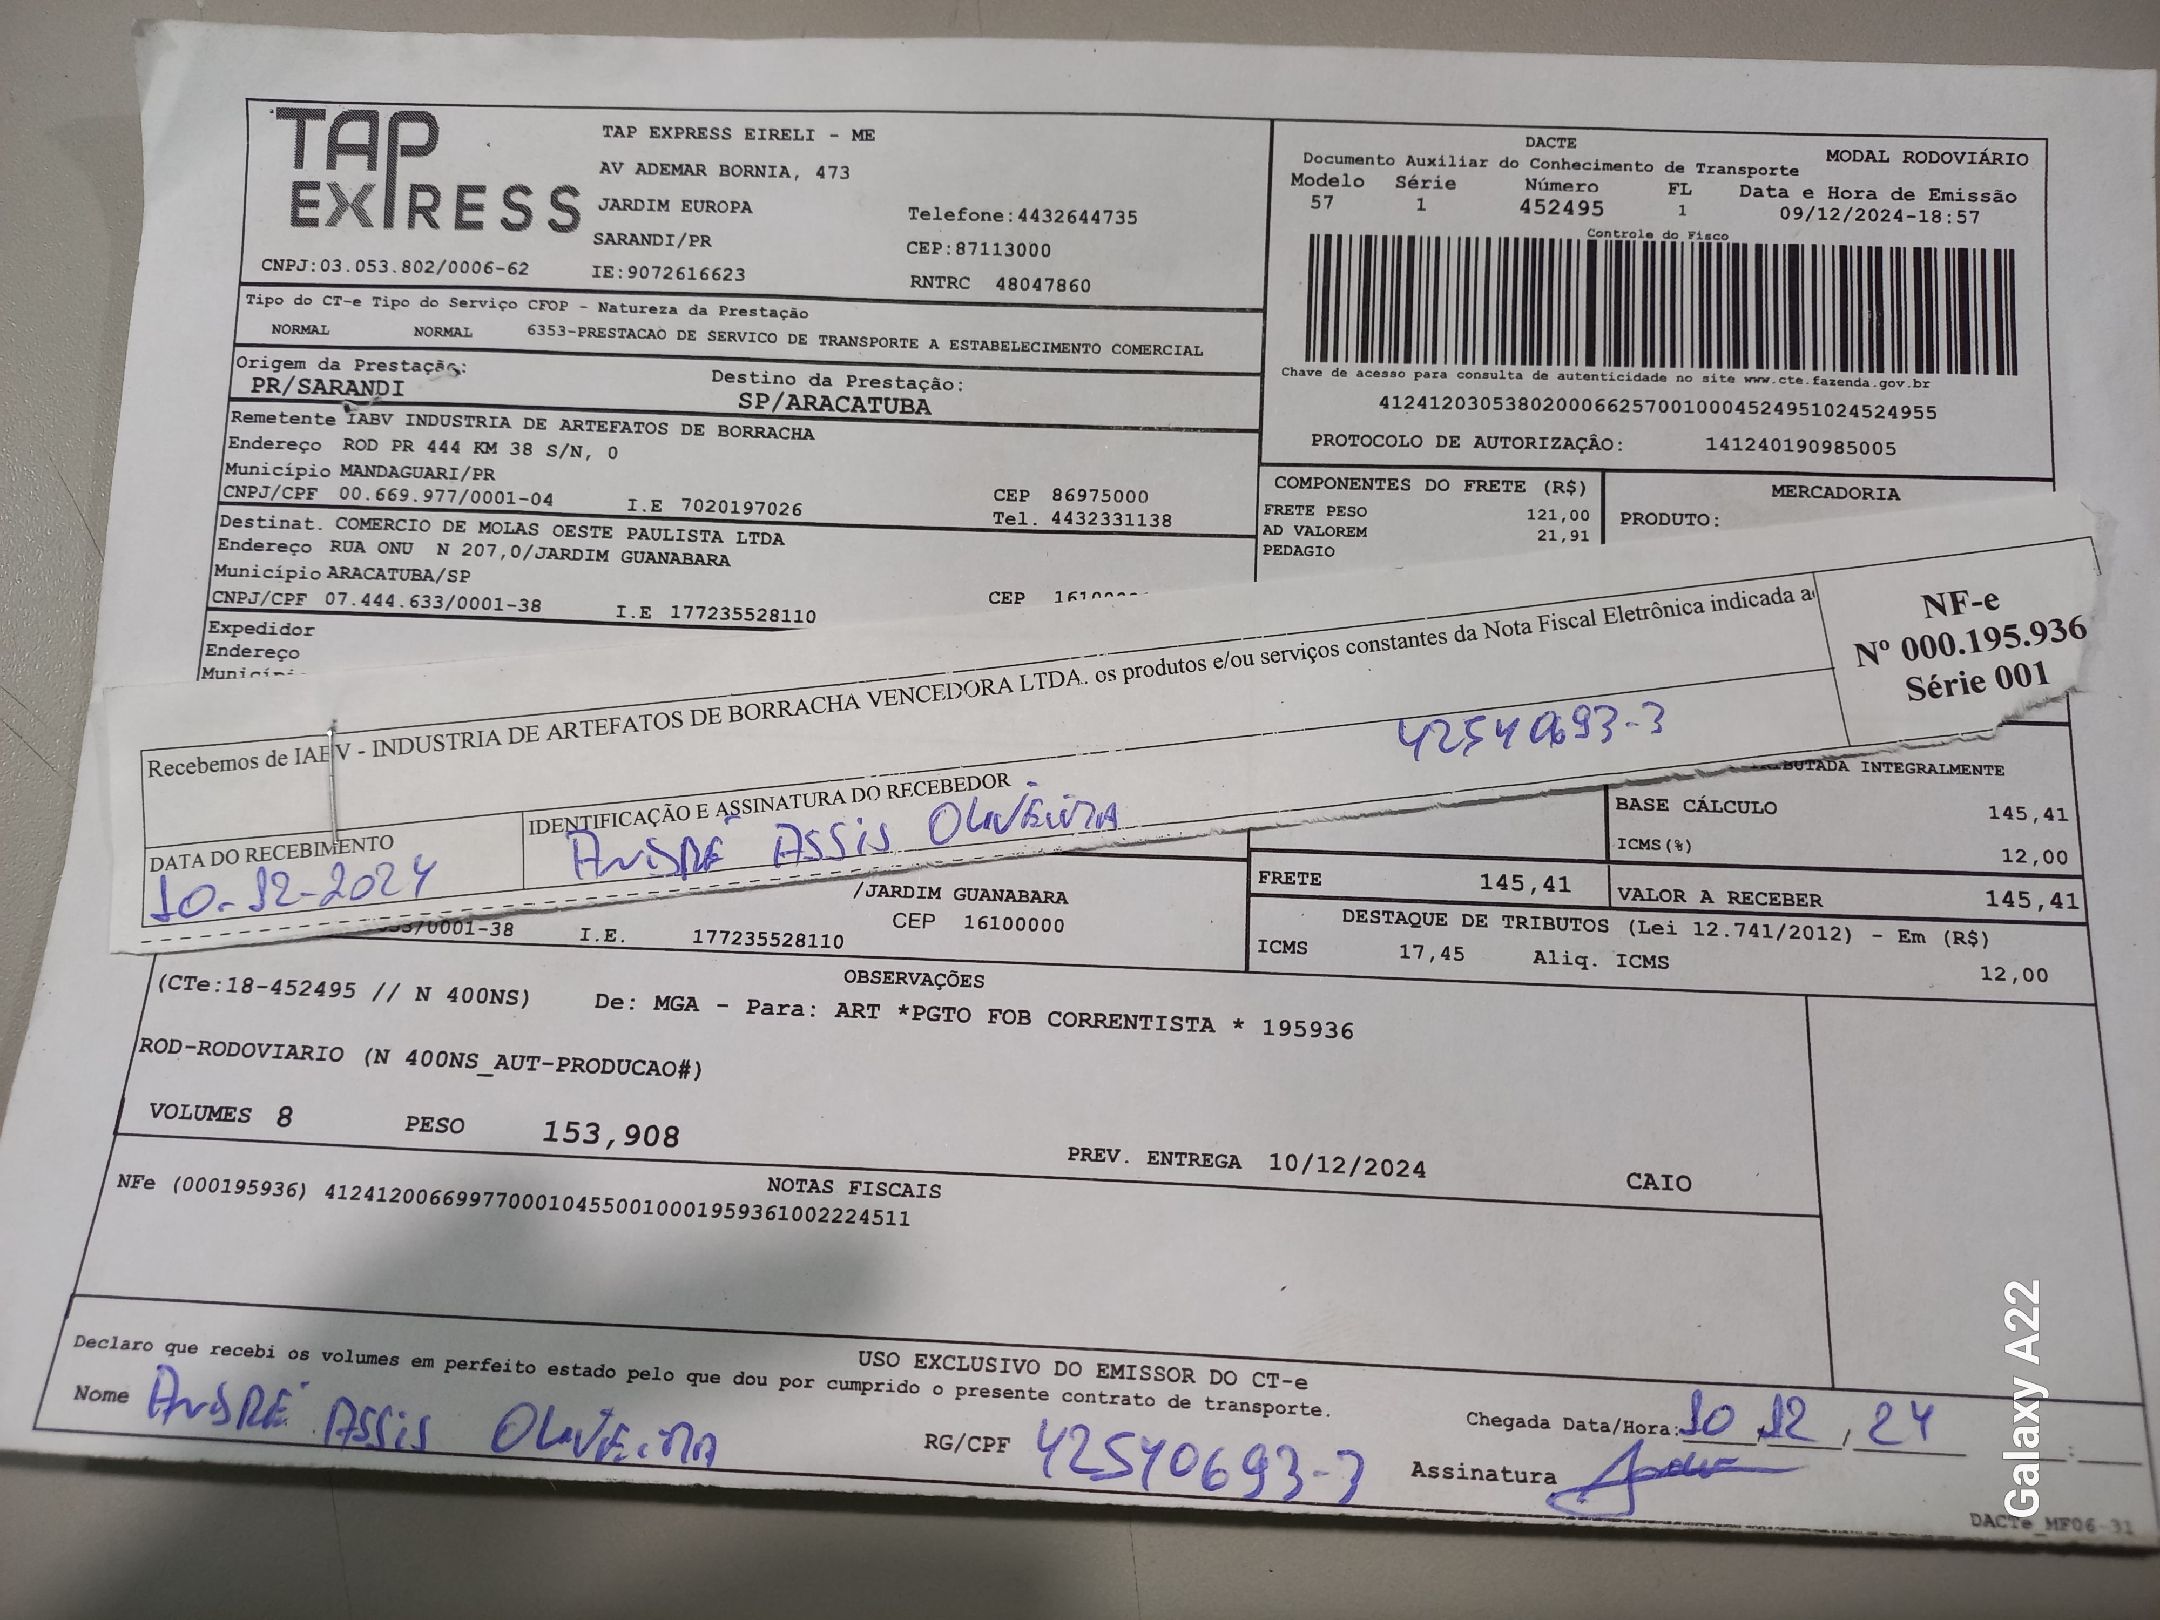 TAP EXPRESS
TAP EXPRESS EIRELI - ME
AV ADEMAR BORNIA, 473
JARDIM EUROPA
SARANDI/PR
Telefone:4432644735
CEP:87113000
CNPJ:03.053.802/0006-62
IE:9072616623
RNTRC 48047860
DACTE
MODAL RODOVIÁRIO
Documento Auxiliar do Conhecimento de Transporte
Modelo Série Número FL Data e Hora de Emissão
57 1 452495 1 09/12/2024-18:57
Controle do Fisco
Chave de acesso para consulta de autenticidade no site www.cte.fazenda.gov.br
41241203053802000662570010004524951024524955
PROTOCOLO DE AUTORIZAÇÃO: 141240190985005
Tipo do CT-e Tipo do Serviço CFOP - Natureza da Prestação
NORMAL NORMAL 6353-PRESTACAO DE SERVICO DE TRANSPORTE A ESTABELECIMENTO COMERCIAL
Origem da Prestação: Destino da Prestação:
PR/SARANDI SP/ARACATUBA
Remetente IABV INDUSTRIA DE ARTEFATOS DE BORRACHA
Endereço ROD PR 444 KM 38 S/N, 0
Município MANDAGUARI/PR
CNPJ/CPF 00.669.977/0001-04 I.E 7020197026
CEP 86975000
Tel. 4432331138
Destinat. COMERCIO DE MOLAS OESTE PAULISTA LTDA
Endereço RUA ONU N 207,0/JARDIM GUANABARA
Município ARACATUBA/SP
CNPJ/CPF 07.444.633/0001-38 I.E 177235528110
CEP
Expedidor
Endereço
COMPONENTES DO FRETE (R$)
FRETE PESO 121,00
AD VALOREM 21,91
PEDAGIO
MERCADORIA
PRODUTO:
Recebemos de IABV - INDUSTRIA DE ARTEFATOS DE BORRACHA VENCEDORA LTDA. os produtos e/ou serviços constantes da Nota Fiscal Eletrônica indicada
NF-e
Nº 000.195.936
Série 001
42540693-3
DATA DO RECEBIMENTO
10-12-2024
IDENTIFICAÇÃO E ASSINATURA DO RECEBEDOR
ANDRÉ ASSIS OLIVEIRA
/JARDIM GUANABARA
CEP 16100000
/0001-38 I.E. 177235528110
INTEGRALMENTE
BASE CÁLCULO 145,41
ICMS(%) 12,00
FRETE 145,41
VALOR A RECEBER 145,41
DESTAQUE DE TRIBUTOS (Lei 12.741/2012) - Em (R$)
ICMS 17,45 Aliq. ICMS 12,00
OBSERVAÇÕES
(CTe:18-452495 // N 400NS) De: MGA - Para: ART *PGTO FOB CORRENTISTA * 195936
ROD-RODOVIARIO (N 400NS_AUT-PRODUCAO#)
VOLUMES 8 PESO 153,908
PREV. ENTREGA 10/12/2024 CAIO
NOTAS FISCAIS
NFe (000195936) 41241200669977000104550010001959361002224511
USO EXCLUSIVO DO EMISSOR DO CT-e
Declaro que recebi os volumes em perfeito estado pelo que dou por cumprido o presente contrato de transporte.
Nome ANDRÉ ASSIS OLIVEIRA
RG/CPF 42540693-3
Chegada Data/Hora: 10/12/24 :
Assinatura
DACTe_MF06-31
Galaxy A22